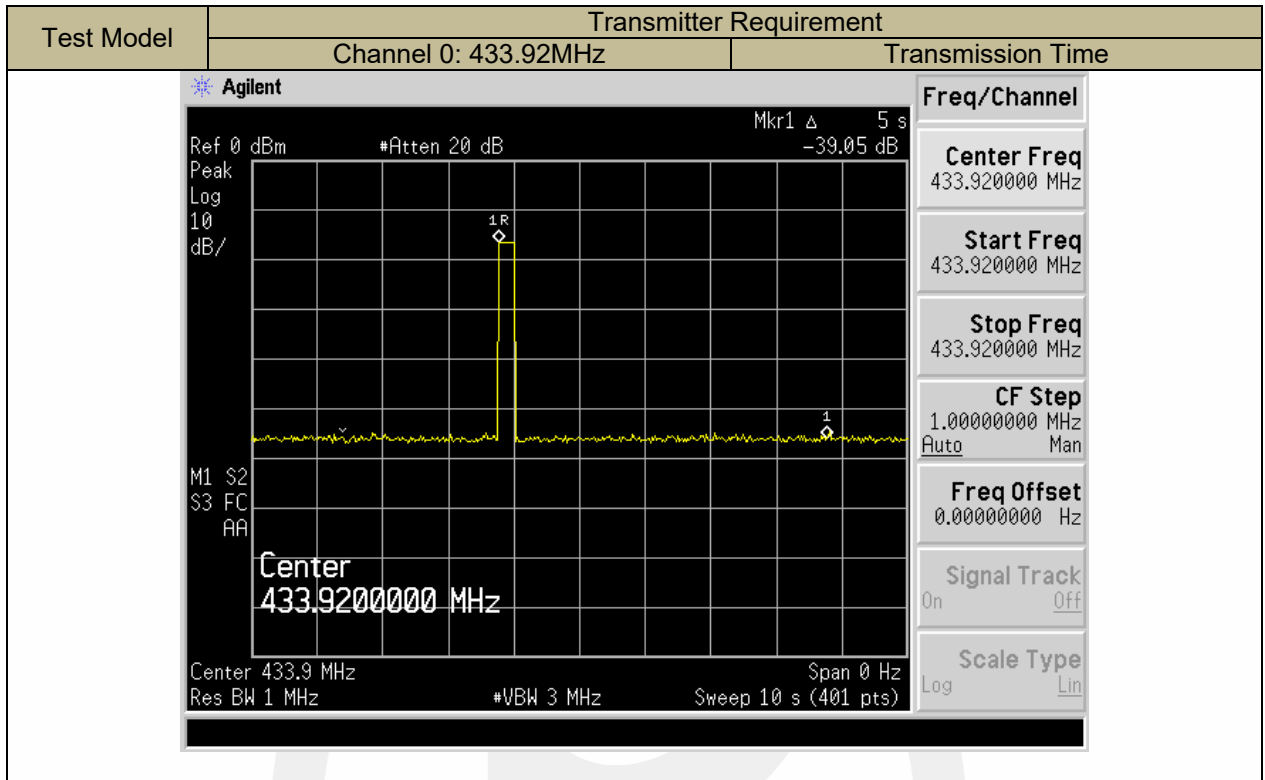 Test Model
Transmitter Requirement
Channel 0: 433.92MHz
Transmission Time
Agilent
Freq/Channel
Mkr1 Δ 5 s
Ref 0 dBm #Atten 20 dB -39.05 dB
Peak
Log
10
dB/
1R
1
M1 S2
S3 FC
AA
Center
433.9200000 MHz
Center 433.9 MHz Span 0 Hz
Res BW 1 MHz #VBW 3 MHz Sweep 10 s (401 pts)
Center Freq
433.920000 MHz
Start Freq
433.920000 MHz
Stop Freq
433.920000 MHz
CF Step
1.00000000 MHz
Auto Man
Freq Offset
0.00000000 Hz
Signal Track
On Off
Scale Type
Log Lin